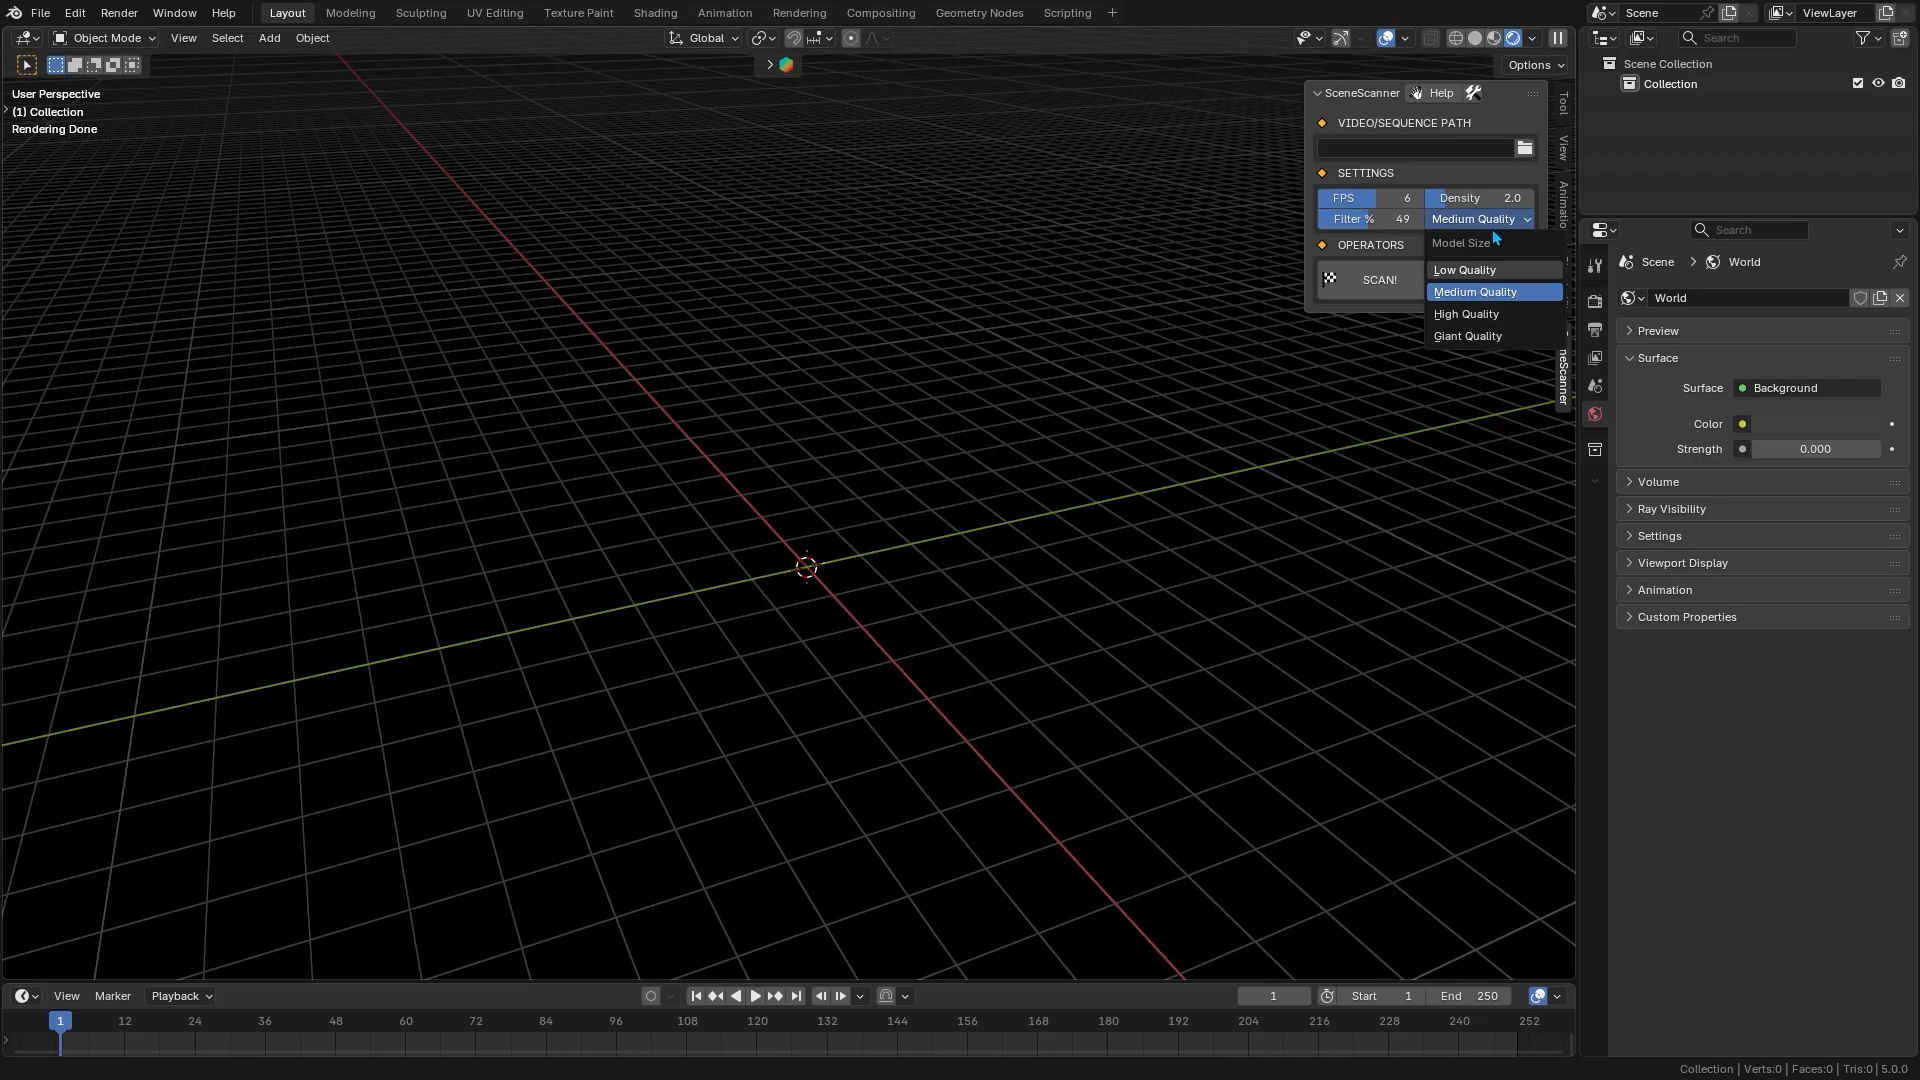 File Edit Render Window Help Layout Modeling Sculpting UV Editing Texture Paint Shading Animation Rendering Compositing Geometry Nodes Scripting + Scene ViewLayer
Object Mode View Select Add Object Global Search
Options
User Perspective
(1) Collection
Rendering Done
SceneScanner Help
VIDEO/SEQUENCE PATH
SETTINGS
FPS 6 Density 2.0
Filter % 49 Medium Quality
OPERATORS
Model Size
SCAN!
Low Quality
Medium Quality
High Quality
Giant Quality
Tool
View
Animatio
neScanner
Scene Collection
Collection
Search
Scene > World
World
Preview
Surface
Surface Background
Color
Strength 0.000
Volume
Ray Visibility
Settings
Viewport Display
Animation
Custom Properties
View Marker Playback 1 Start 1 End 250
1 12 24 36 48 60 72 84 96 108 120 132 144 156 168 180 192 204 216 228 240 252
Collection | Verts:0 | Faces:0 | Tris:0 | 5.0.0